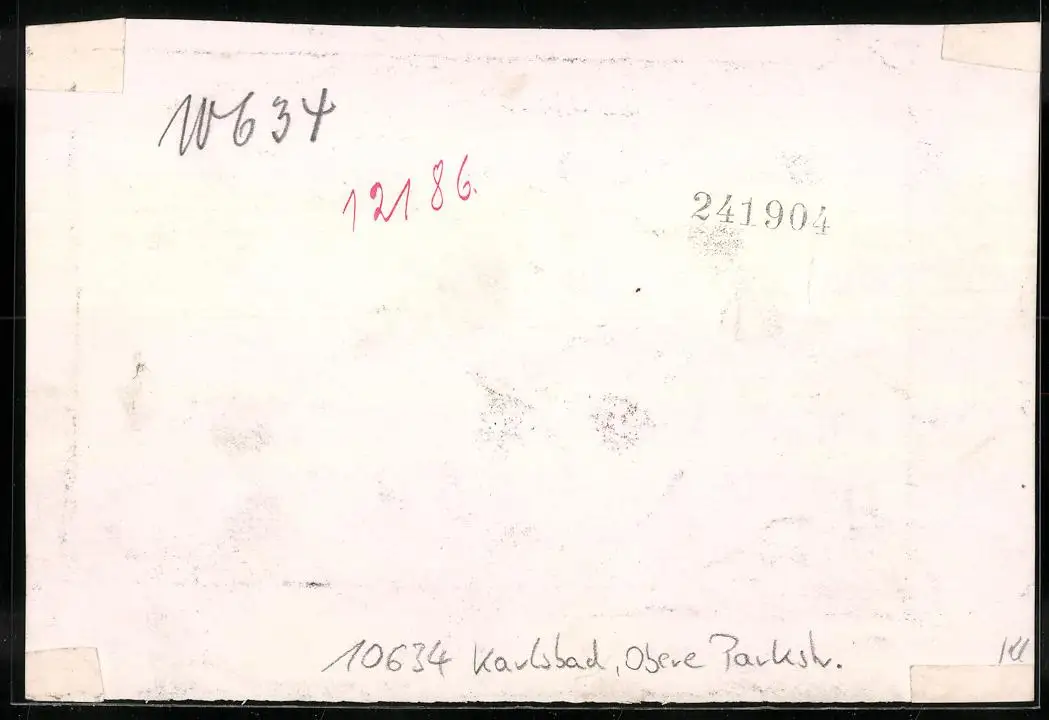 10634
12186.
241904
10634 Karlsbad, Obere Parkstr.